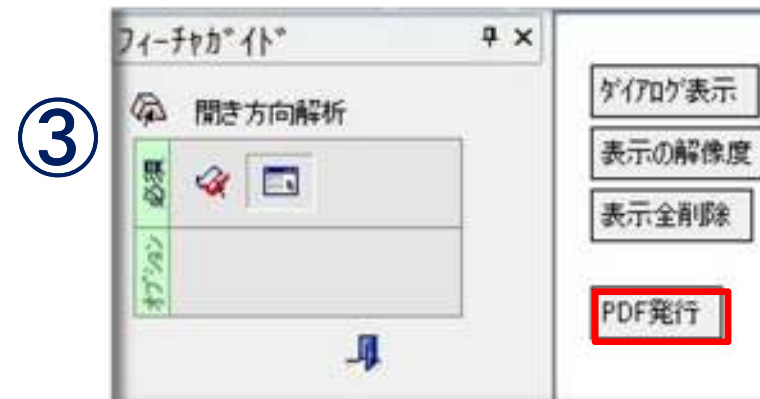 ③
フィーチャガイド
開き方向解析
必須
オプション
ダイアログ表示
表示の解像度
表示全削除
PDF発行